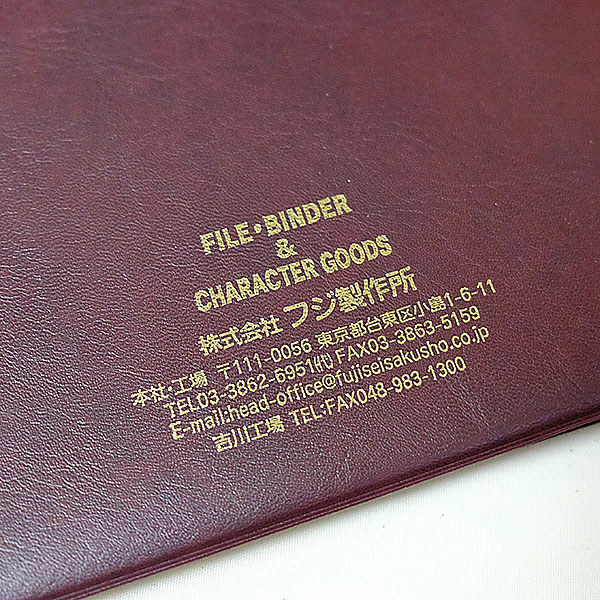 FILE・BINDER
&
CHARACTER GOODS
株式会社 フジ製作所
本社・工場 〒111-0056 東京都台東区小島1-6-11
TEL03-3862-6951(代) FAX03-3863-5159
E-mail.head-office@fujiseisakusho.co.jp
吉川工場 TEL:FAX048-983-1300